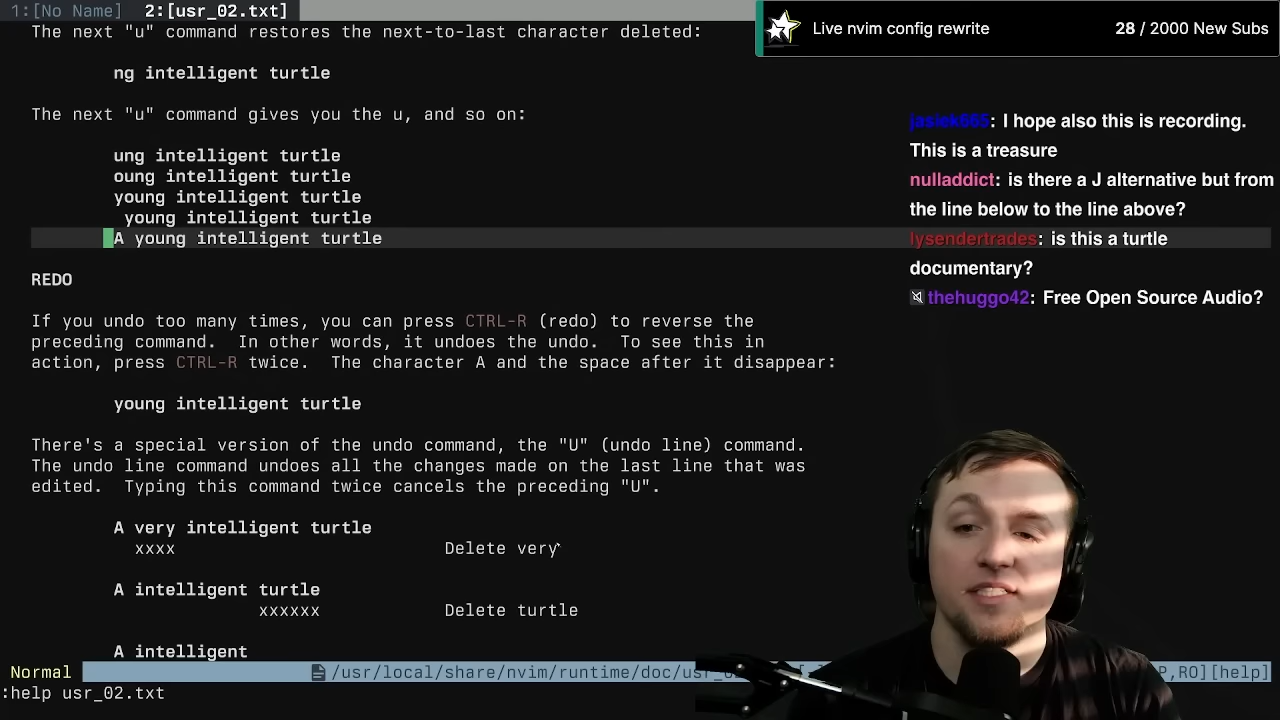 1:[No Name]  2:[usr_02.txt]
The next "u" command restores the next-to-last character deleted:
ng intelligent turtle
The next "u" command gives you the u, and so on:
ung intelligent turtle
oung intelligent turtle
young intelligent turtle
young intelligent turtle
A young intelligent turtle
REDO
If you undo too many times, you can press CTRL-R (redo) to reverse the
preceding command.  In other words, it undoes the undo.  To see this in
action, press CTRL-R twice.  The character A and the space after it disappear:
young intelligent turtle
There's a special version of the undo command, the "U" (undo line) command.
The undo line command undoes all the changes made on the last line that was
edited.  Typing this command twice cancels the preceding "U".
A very intelligent turtle
xxxx Delete very
A intelligent turtle
xxxxxx Delete turtle
A intelligent
Normal /usr/local/share/nvim/runtime/doc/ [help]
:help usr_02.txt
Live nvim config rewrite 28 / 2000 New Subs
jasiek665: I hope also this is recording.
This is a treasure
nulladdict: is there a J alternative but from
the line below to the line above?
lysendertrades: is this a turtle
documentary?
thehuggo42: Free Open Source Audio?